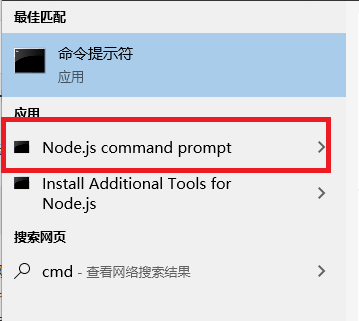 最佳匹配
命令提示符
应用
应用
Node.js command prompt
Install Additional Tools for
Node.js
搜索网页
cmd - 查看网络搜索结果